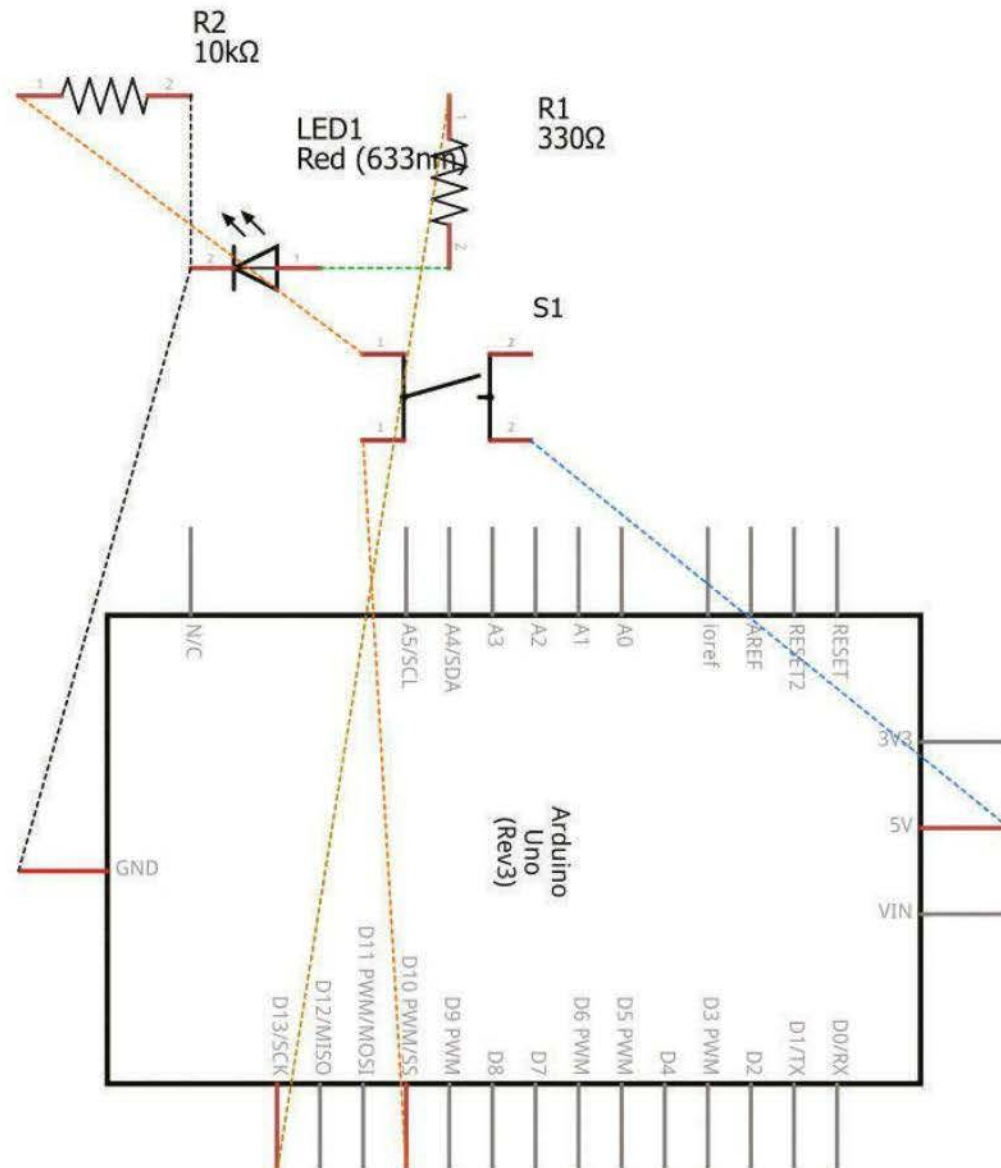 R2
10kΩ
1
2
LED1
Red (633nm)
R1
330Ω
1
2
2
1
S1
1
2
1
2
N/C
A5/SCL
A4/SDA
A3
A2
A1
A0
ioref
AREF
RESET2
RESET
3V3
5V
VIN
GND
Arduino
Uno
(Rev3)
D13/SCK
D12/MISO
D11 PWM/MOSI
D10 PWM/SS
D9 PWM
D8
D7
D6 PWM
D5 PWM
D4
D3 PWM
D2
D1/TX
D0/RX